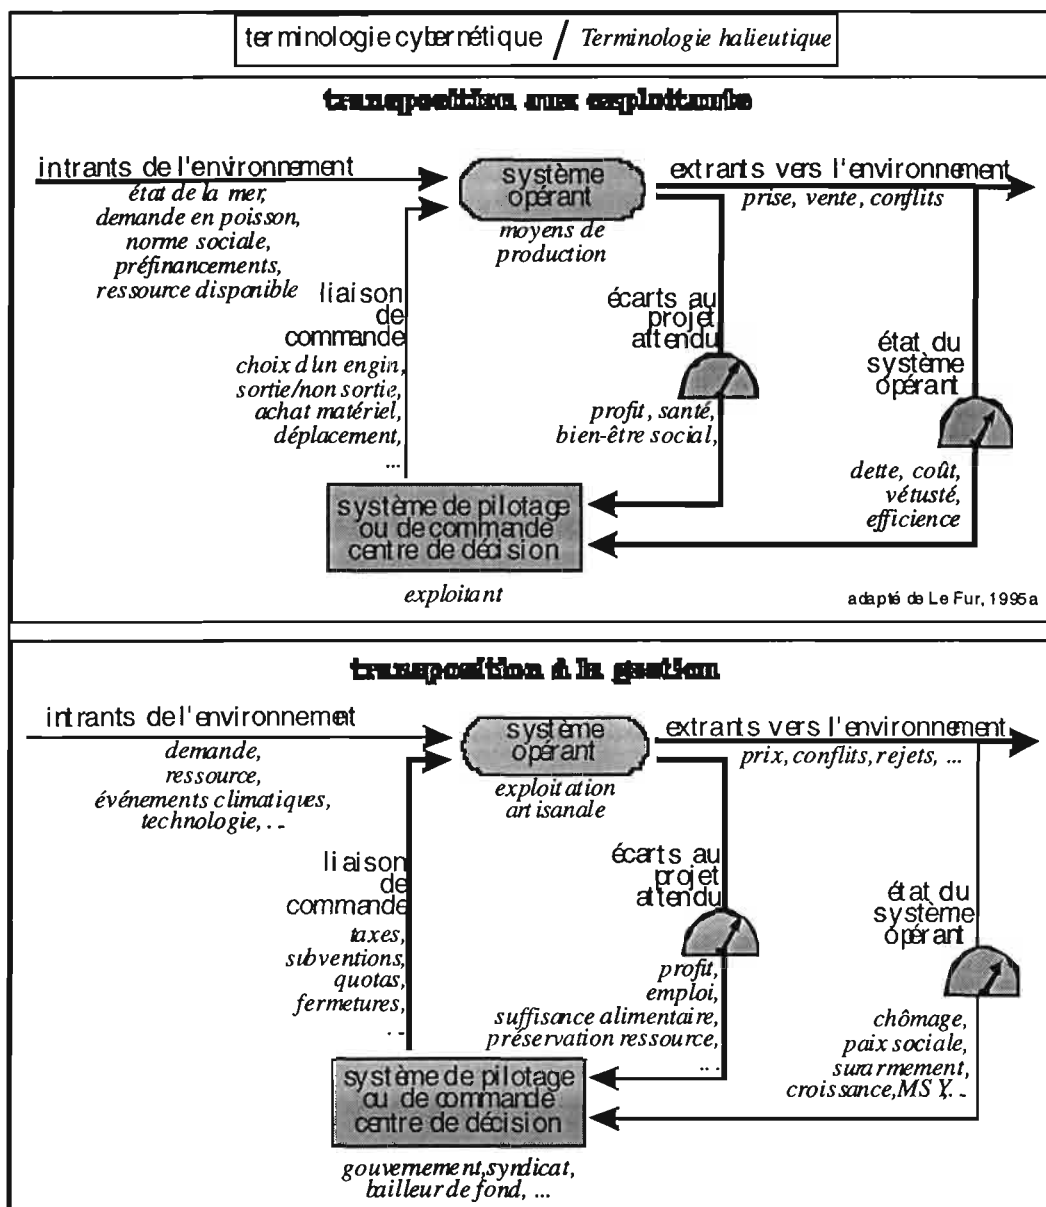 terminologie cybernétique / Terminologie halieutique
transposition aux exploitants
intrants de l'environnement
état de la mer,
demande en poisson,
norme sociale,
préfinancements,
ressource disponible
système
opérant
moyens de
production
extrants vers l'environnement
prise, vente, conflits
liaison
de
commande
choix d'un engin,
sortie/non sortie,
achat matériel,
déplacement,
...
écarts au
projet
attendu
profit, santé,
bien-être social,
état du
système
opérant
dette, coût,
vétusté,
efficience
système de pilotage
ou de commande
centre de décision
exploitant
adapté de Le Fur, 1995a
transposition à la gestion
intrants de l'environnement
demande,
ressource,
événements climatiques,
technologie, ...
système
opérant
exploitation
artisanale
extrants vers l'environnement
prix, conflits, rejets, ...
liaison
de
commande
taxes,
subventions,
quotas,
fermetures,
...
écarts au
projet
attendu
profit,
emploi,
suffisance alimentaire,
préservation ressource,
...
état du
système
opérant
chômage,
paix sociale,
surarmement,
croissance, MSY, ...
système de pilotage
ou de commande
centre de décision
gouvernement, syndicat,
bailleur de fond, ...